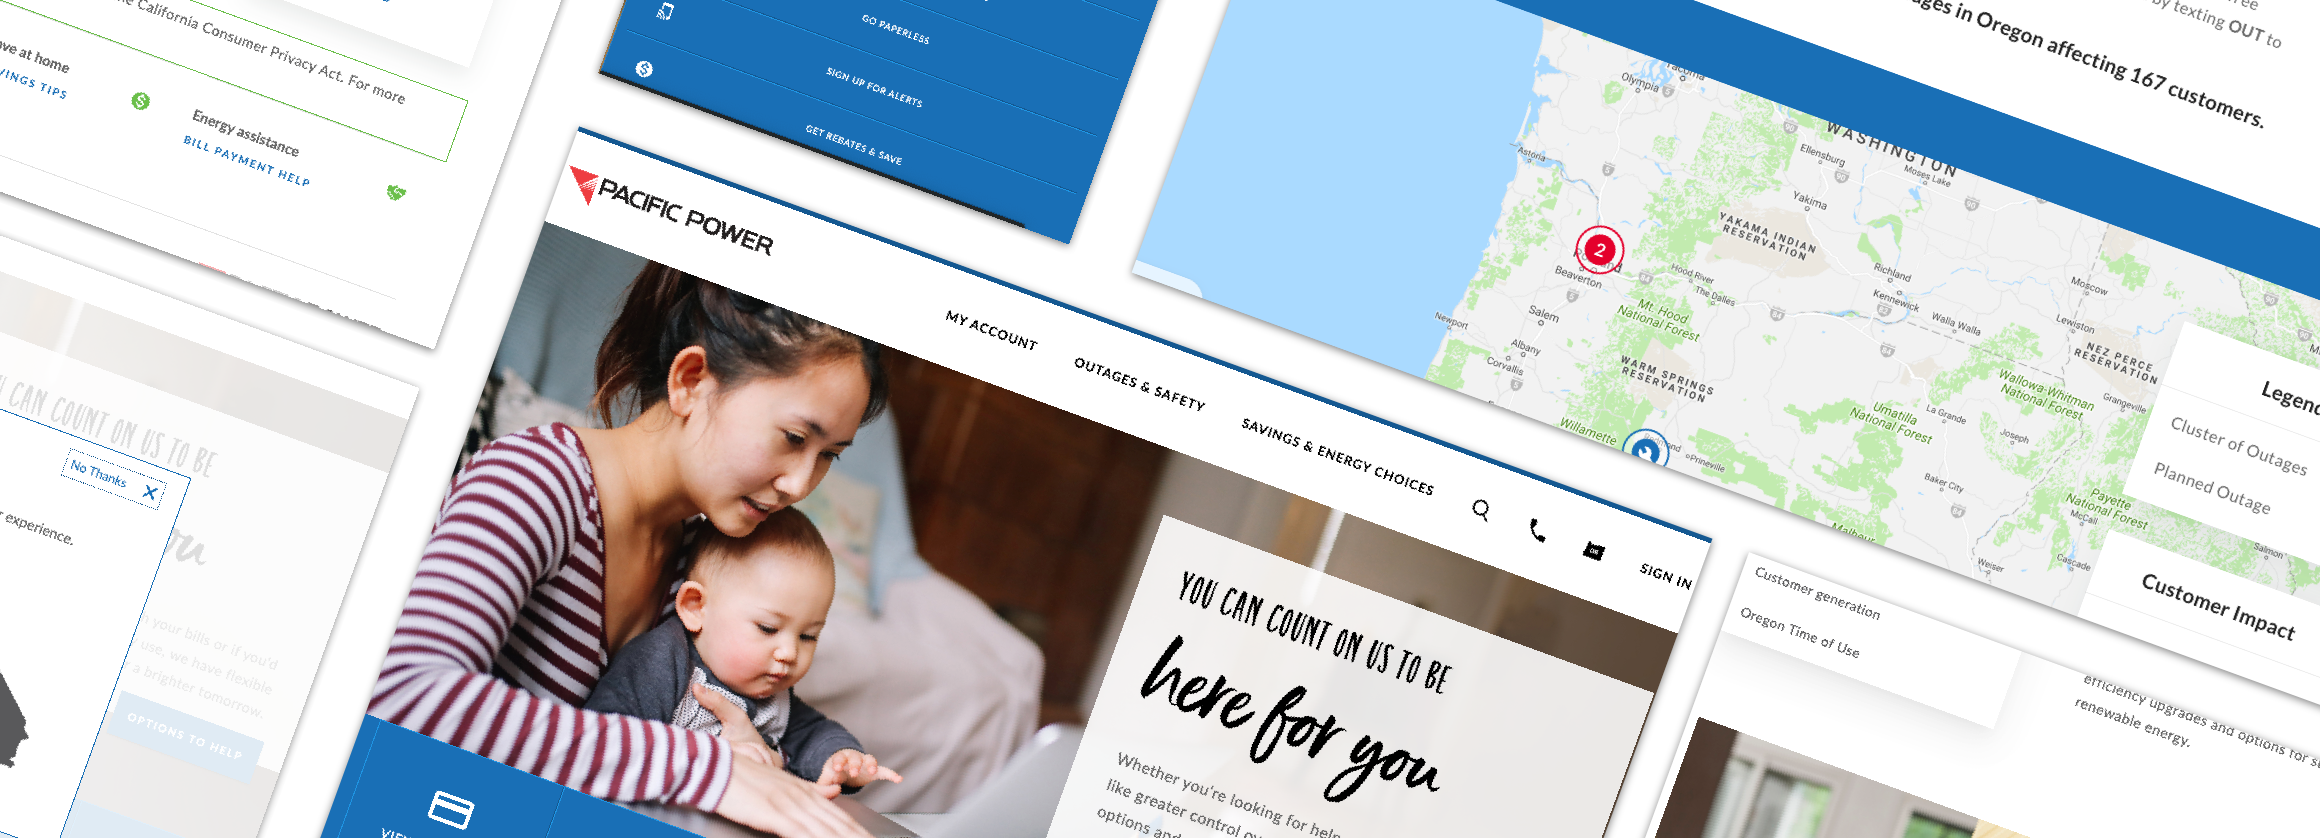 California Consumer Privacy Act. For more
at home
TIPS
Energy assistance
BILL PAYMENT HELP
CAN COUNT ON US TO BE
No Thanks
experience.
your bills or if you'd
use, we have flexible
a brighter tomorrow.
OPTIONS TO HELP
GO PAPERLESS
SIGN UP FOR ALERTS
GET REBATES & SAVE
PACIFIC POWER
MY ACCOUNT
OUTAGES & SAFETY
SAVINGS & ENERGY CHOICES
SIGN IN
YOU CAN COUNT ON US TO BE
here for you
Whether you're looking for help
like greater control
options and
by texting OUT to
in Oregon affecting 167 customers.
Olympia
Tacoma
WASHINGTON
Ellensburg
Moses Lake
Astoria
Yakima
YAKAMA INDIAN
RESERVATION
2
Beaverton
Hood River
The Dalles
Richland
Kennewick
Walla Walla
Moscow
Lewiston
NEZ PERCE
RESERVATION
Mt. Hood
National Forest
Salem
Newport
Albany
Corvallis
WARM SPRINGS
RESERVATION
Willamette
Redmond
Prineville
Umatilla
National Forest
La Grande
Wallowa-Whitman
National Forest
Grangeville
Joseph
Baker City
Payette
National Forest
McCall
Malheur
Weiser
Cascade
Salmon
Legend
Cluster of Outages
Planned Outage
Customer Impact
Customer generation
Oregon Time of Use
efficiency upgrades and options for
renewable energy.